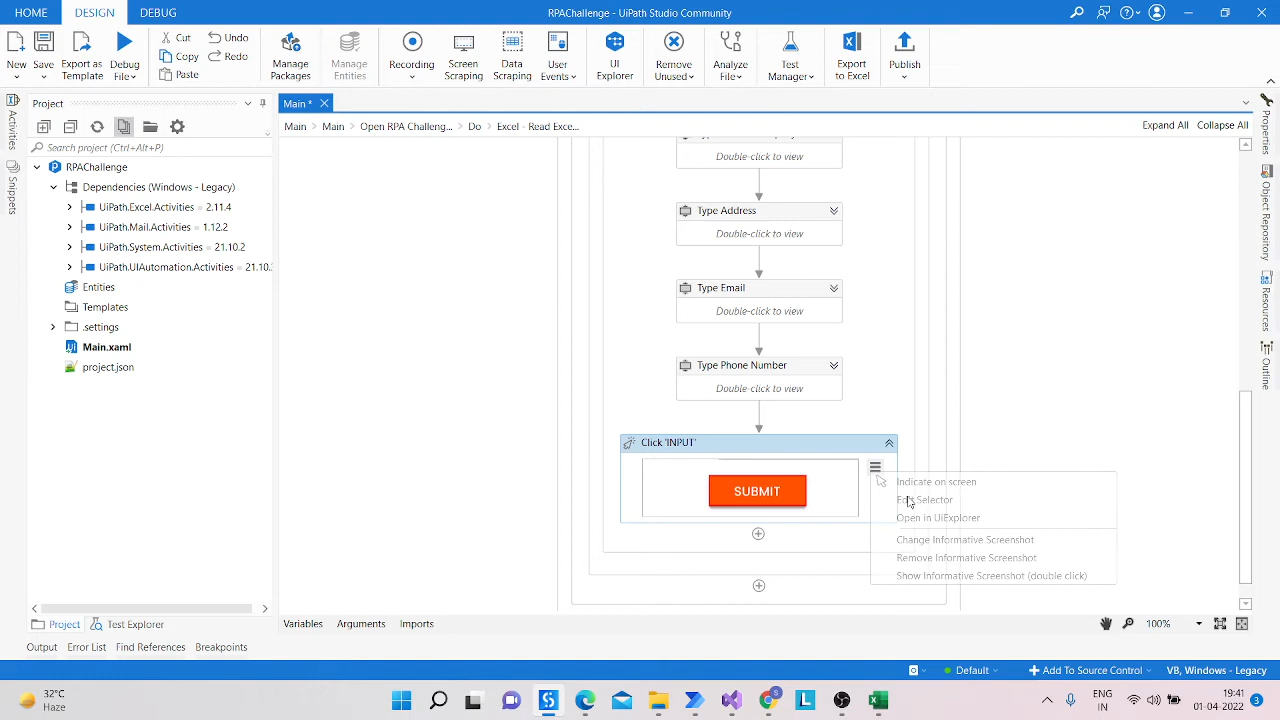 HOME DESIGN DEBUG RPAChallenge - UiPath Studio Community
New Save Export as Template Debug File Cut Copy Paste Undo Redo Manage Packages Manage Entities Recording Screen Scraping Data Scraping User Events UI Explorer Remove Unused Analyze File Test Manager Export to Excel Publish
Project
Main *
Main Main Open RPA Challeng... Do Excel - Read Exce... Expand All Collapse All
Search project (Ctrl+Alt+P)
Double-click to view
RPAChallenge
Dependencies (Windows - Legacy)
UiPath.Excel.Activities = 2.11.4
Type Address
UiPath.Mail.Activities = 1.12.2
Double-click to view
UiPath.System.Activities = 21.10.2
UiPath.UIAutomation.Activities = 21.10.
Entities
Type Email
Templates
Double-click to view
.settings
Main.xaml
project.json
Type Phone Number
Double-click to view
Click 'INPUT'
SUBMIT
Indicate on screen
Edit Selector
Open in UiExplorer
Change Informative Screenshot
Remove Informative Screenshot
Show Informative Screenshot (double click)
Activities
Snippets
Properties
Object Repository
Resources
Outline
Project Test Explorer
Variables Arguments Imports 100%
Output Error List Find References Breakpoints
Default Add To Source Control VB, Windows - Legacy
32°C
Haze
ENG
IN
19:41
01-04-2022
3